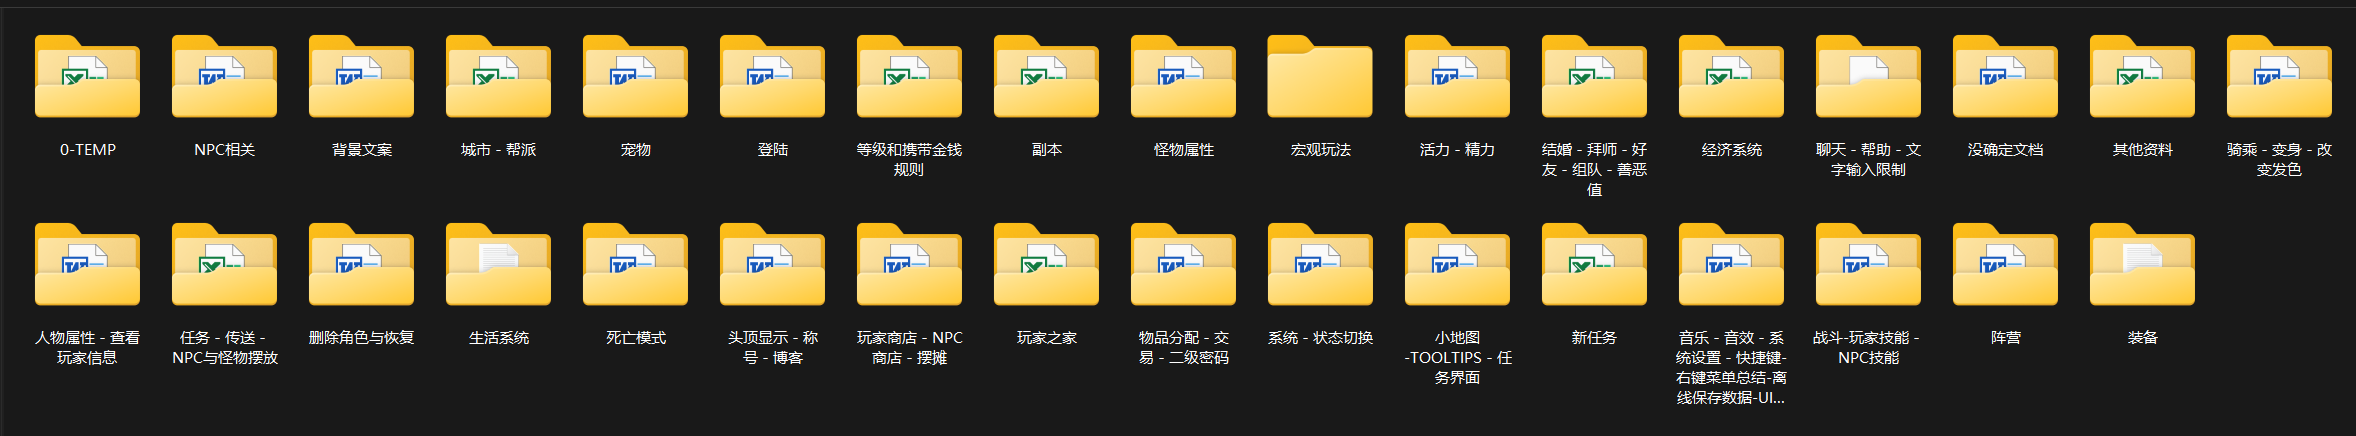 0-TEMP
NPC相关
背景文案
城市 - 帮派
宠物
登陆
等级和携带金钱
规则
副本
怪物属性
宏观玩法
活力 - 精力
结婚 - 拜师 - 好
友 - 组队 - 善恶
值
经济系统
聊天 - 帮助 - 文
字输入限制
没确定文档
其他资料
骑乘 - 变身 - 改
变发色
人物属性 - 查看
玩家信息
任务 - 传送 -
NPC与怪物摆放
删除角色与恢复
生活系统
死亡模式
头顶显示 - 称
号 - 博客
玩家商店 - NPC
商店 - 摆摊
玩家之家
物品分配 - 交
易 - 二级密码
系统 - 状态切换
小地图
-TOOLTIPS - 任
务界面
新任务
音乐 - 音效 - 系
统设置 - 快捷键-
右键菜单总结-离
线保存数据-UI...
战斗-玩家技能 -
NPC技能
阵营
装备